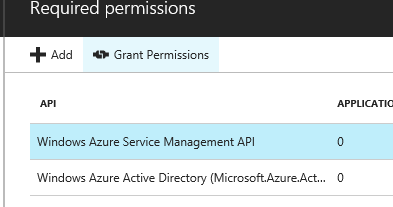 Required permissions
Add Grant Permissions
API APPLICATIO
Windows Azure Service Management API 0
Windows Azure Active Directory (Microsoft.Azure.Act... 0